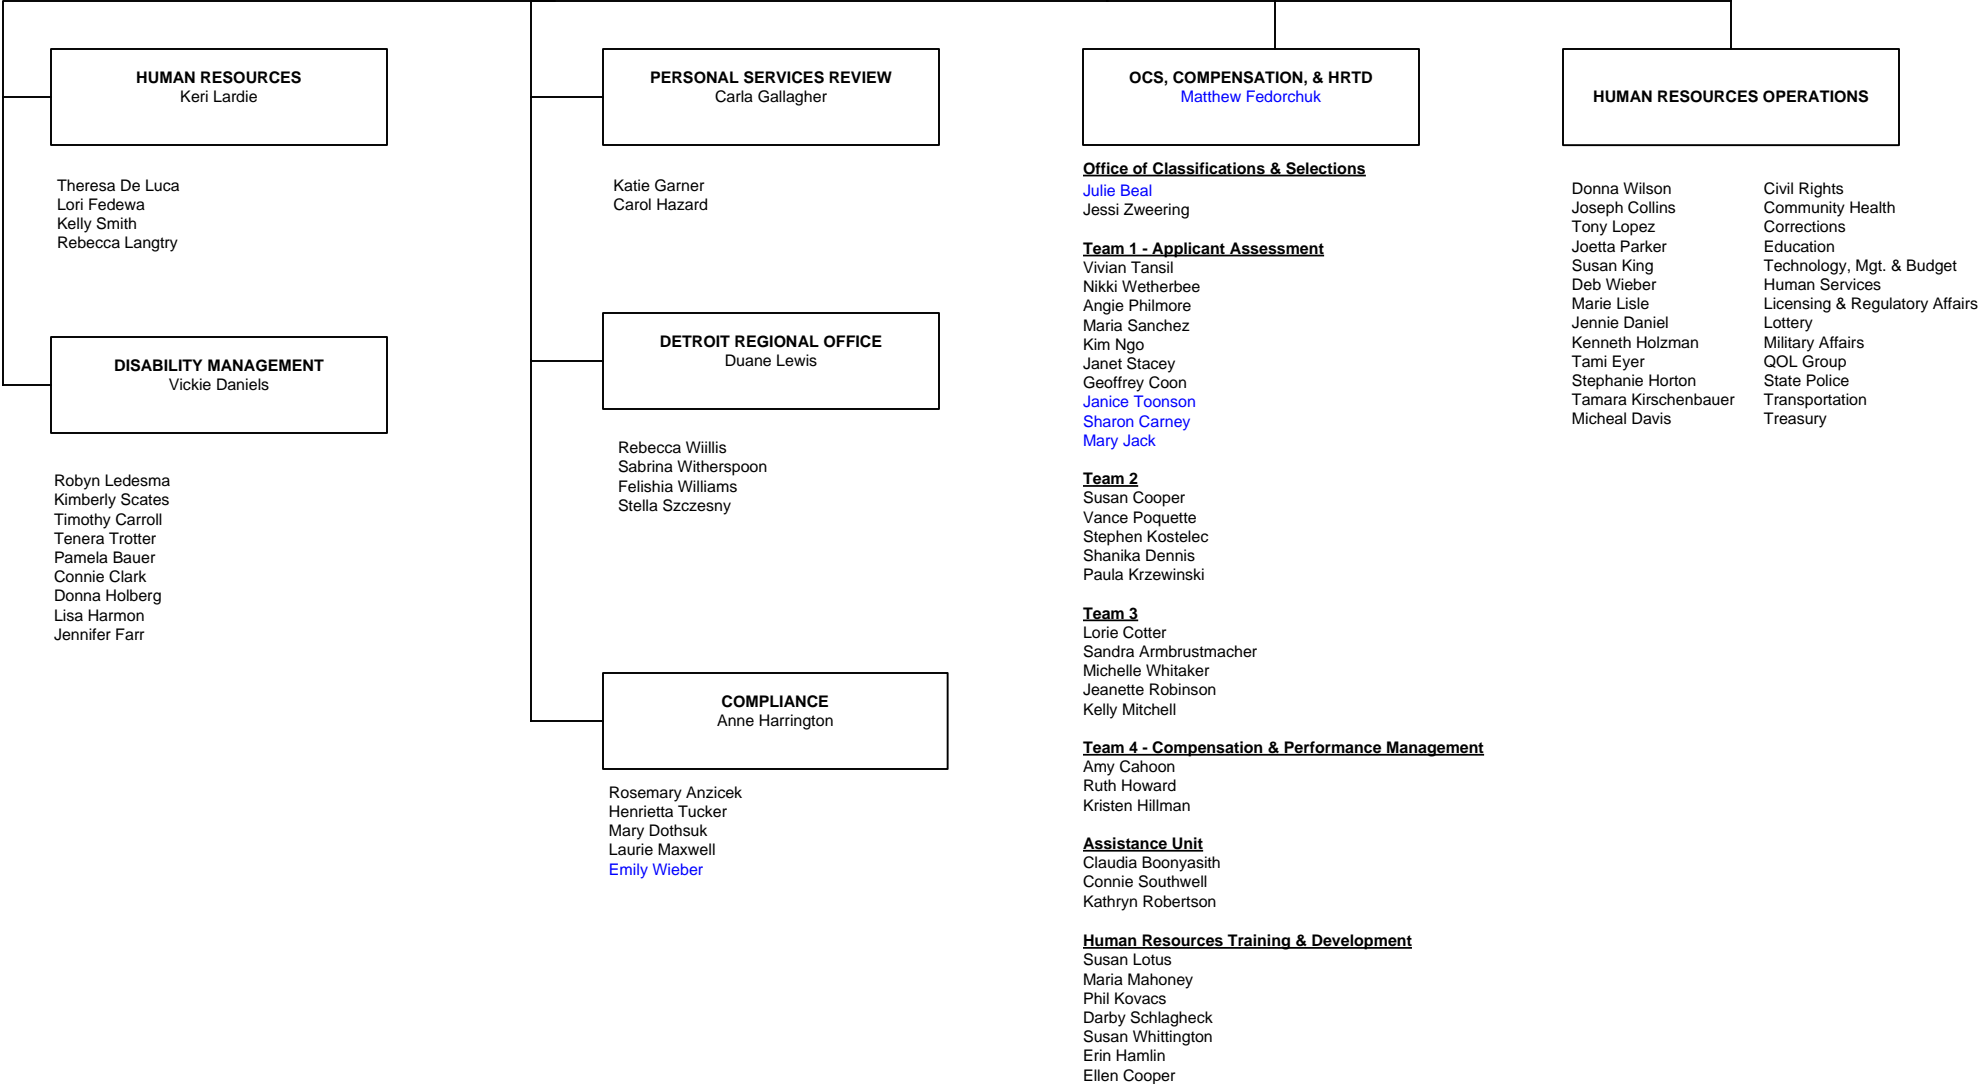 HUMAN RESOURCES
Keri Lardie
Theresa De Luca
Lori Fedewa
Kelly Smith
Rebecca Langtry
DISABILITY MANAGEMENT
Vickie Daniels
Robyn Ledesma
Kimberly Scates
Timothy Carroll
Tenera Trotter
Pamela Bauer
Connie Clark
Donna Holberg
Lisa Harmon
Jennifer Farr
PERSONAL SERVICES REVIEW
Carla Gallagher
Katie Garner
Carol Hazard
DETROIT REGIONAL OFFICE
Duane Lewis
Rebecca Wiillis
Sabrina Witherspoon
Felishia Williams
Stella Szczesny
COMPLIANCE
Anne Harrington
Rosemary Anzicek
Henrietta Tucker
Mary Dothsuk
Laurie Maxwell
Emily Wieber
OCS, COMPENSATION, & HRTD
Matthew Fedorchuk
Office of Classifications & Selections
Julie Beal
Jessi Zweering
Team 1 - Applicant Assessment
Vivian Tansil
Nikki Wetherbee
Angie Philmore
Maria Sanchez
Kim Ngo
Janet Stacey
Geoffrey Coon
Janice Toonson
Sharon Carney
Mary Jack
Team 2
Susan Cooper
Vance Poquette
Stephen Kostelec
Shanika Dennis
Paula Krzewinski
Team 3
Lorie Cotter
Sandra Armbrustmacher
Michelle Whitaker
Jeanette Robinson
Kelly Mitchell
Team 4 - Compensation & Performance Management
Amy Cahoon
Ruth Howard
Kristen Hillman
Assistance Unit
Claudia Boonyasith
Connie Southwell
Kathryn Robertson
Human Resources Training & Development
Susan Lotus
Maria Mahoney
Phil Kovacs
Darby Schlagheck
Susan Whittington
Erin Hamlin
Ellen Cooper
HUMAN RESOURCES OPERATIONS
Donna Wilson Civil Rights
Joseph Collins Community Health
Tony Lopez Corrections
Joetta Parker Education
Susan King Technology, Mgt. & Budget
Deb Wieber Human Services
Marie Lisle Licensing & Regulatory Affairs
Jennie Daniel Lottery
Kenneth Holzman Military Affairs
Tami Eyer QOL Group
Stephanie Horton State Police
Tamara Kirschenbauer Transportation
Micheal Davis Treasury